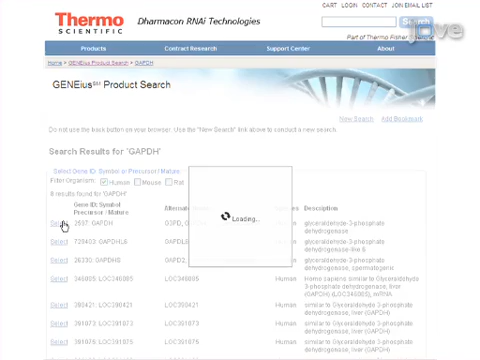 CART LOGIN CONTACT JOIN EMAIL LIST
Thermo
SCIENTIFIC
Dharmacon RNAi Technologies
Search
jove
Part of Thermo Fisher Scientific
Products Contract Research Support Center About
Home > GENEius Product Search > GAPDH
GENEius℠ Product Search
New Search Add Bookmark
Do not use the back button on your browser. Use the "New Search" link above to conduct a new search.
Search Results for "GAPDH"
Select Gene ID: Symbol or Precursor / Mature
Filter Organism: Human Mouse Rat
8 results found for "GAPDH"
Gene ID: Symbol
Precursor / Mature
Description
Select 2597: GAPDH G3PD, Human glyceraldehyde-3-phosphate
dehydrogenase
Loading...
Select GAPDL6 Human glyceraldehyde-3-phosphate
dehydrogenase-like 6
Select 26330: GAPDHS GAPD2, Human glyceraldehyde-3-phosphate
dehydrogenase, spermatogenic
Select LOC345805 Human Homo sapiens similar to Glyceraldehyde
3-phosphate dehydrogenase, liver
(GAPDH) mRNA
Select 390421: LOC390421 LOC390421 Human similar to Glyceraldehyde-3-phosphate
dehydrogenase, liver (GAPDH)
Select 391073: LOC391073 LOC391073 Human similar to Glyceraldehyde-3-phosphate
dehydrogenase, liver (GAPDH)
Select LOC391075 Human similar to Glyceraldehyde-3-phosphate
dehydrogenase, liver (GAPDH)